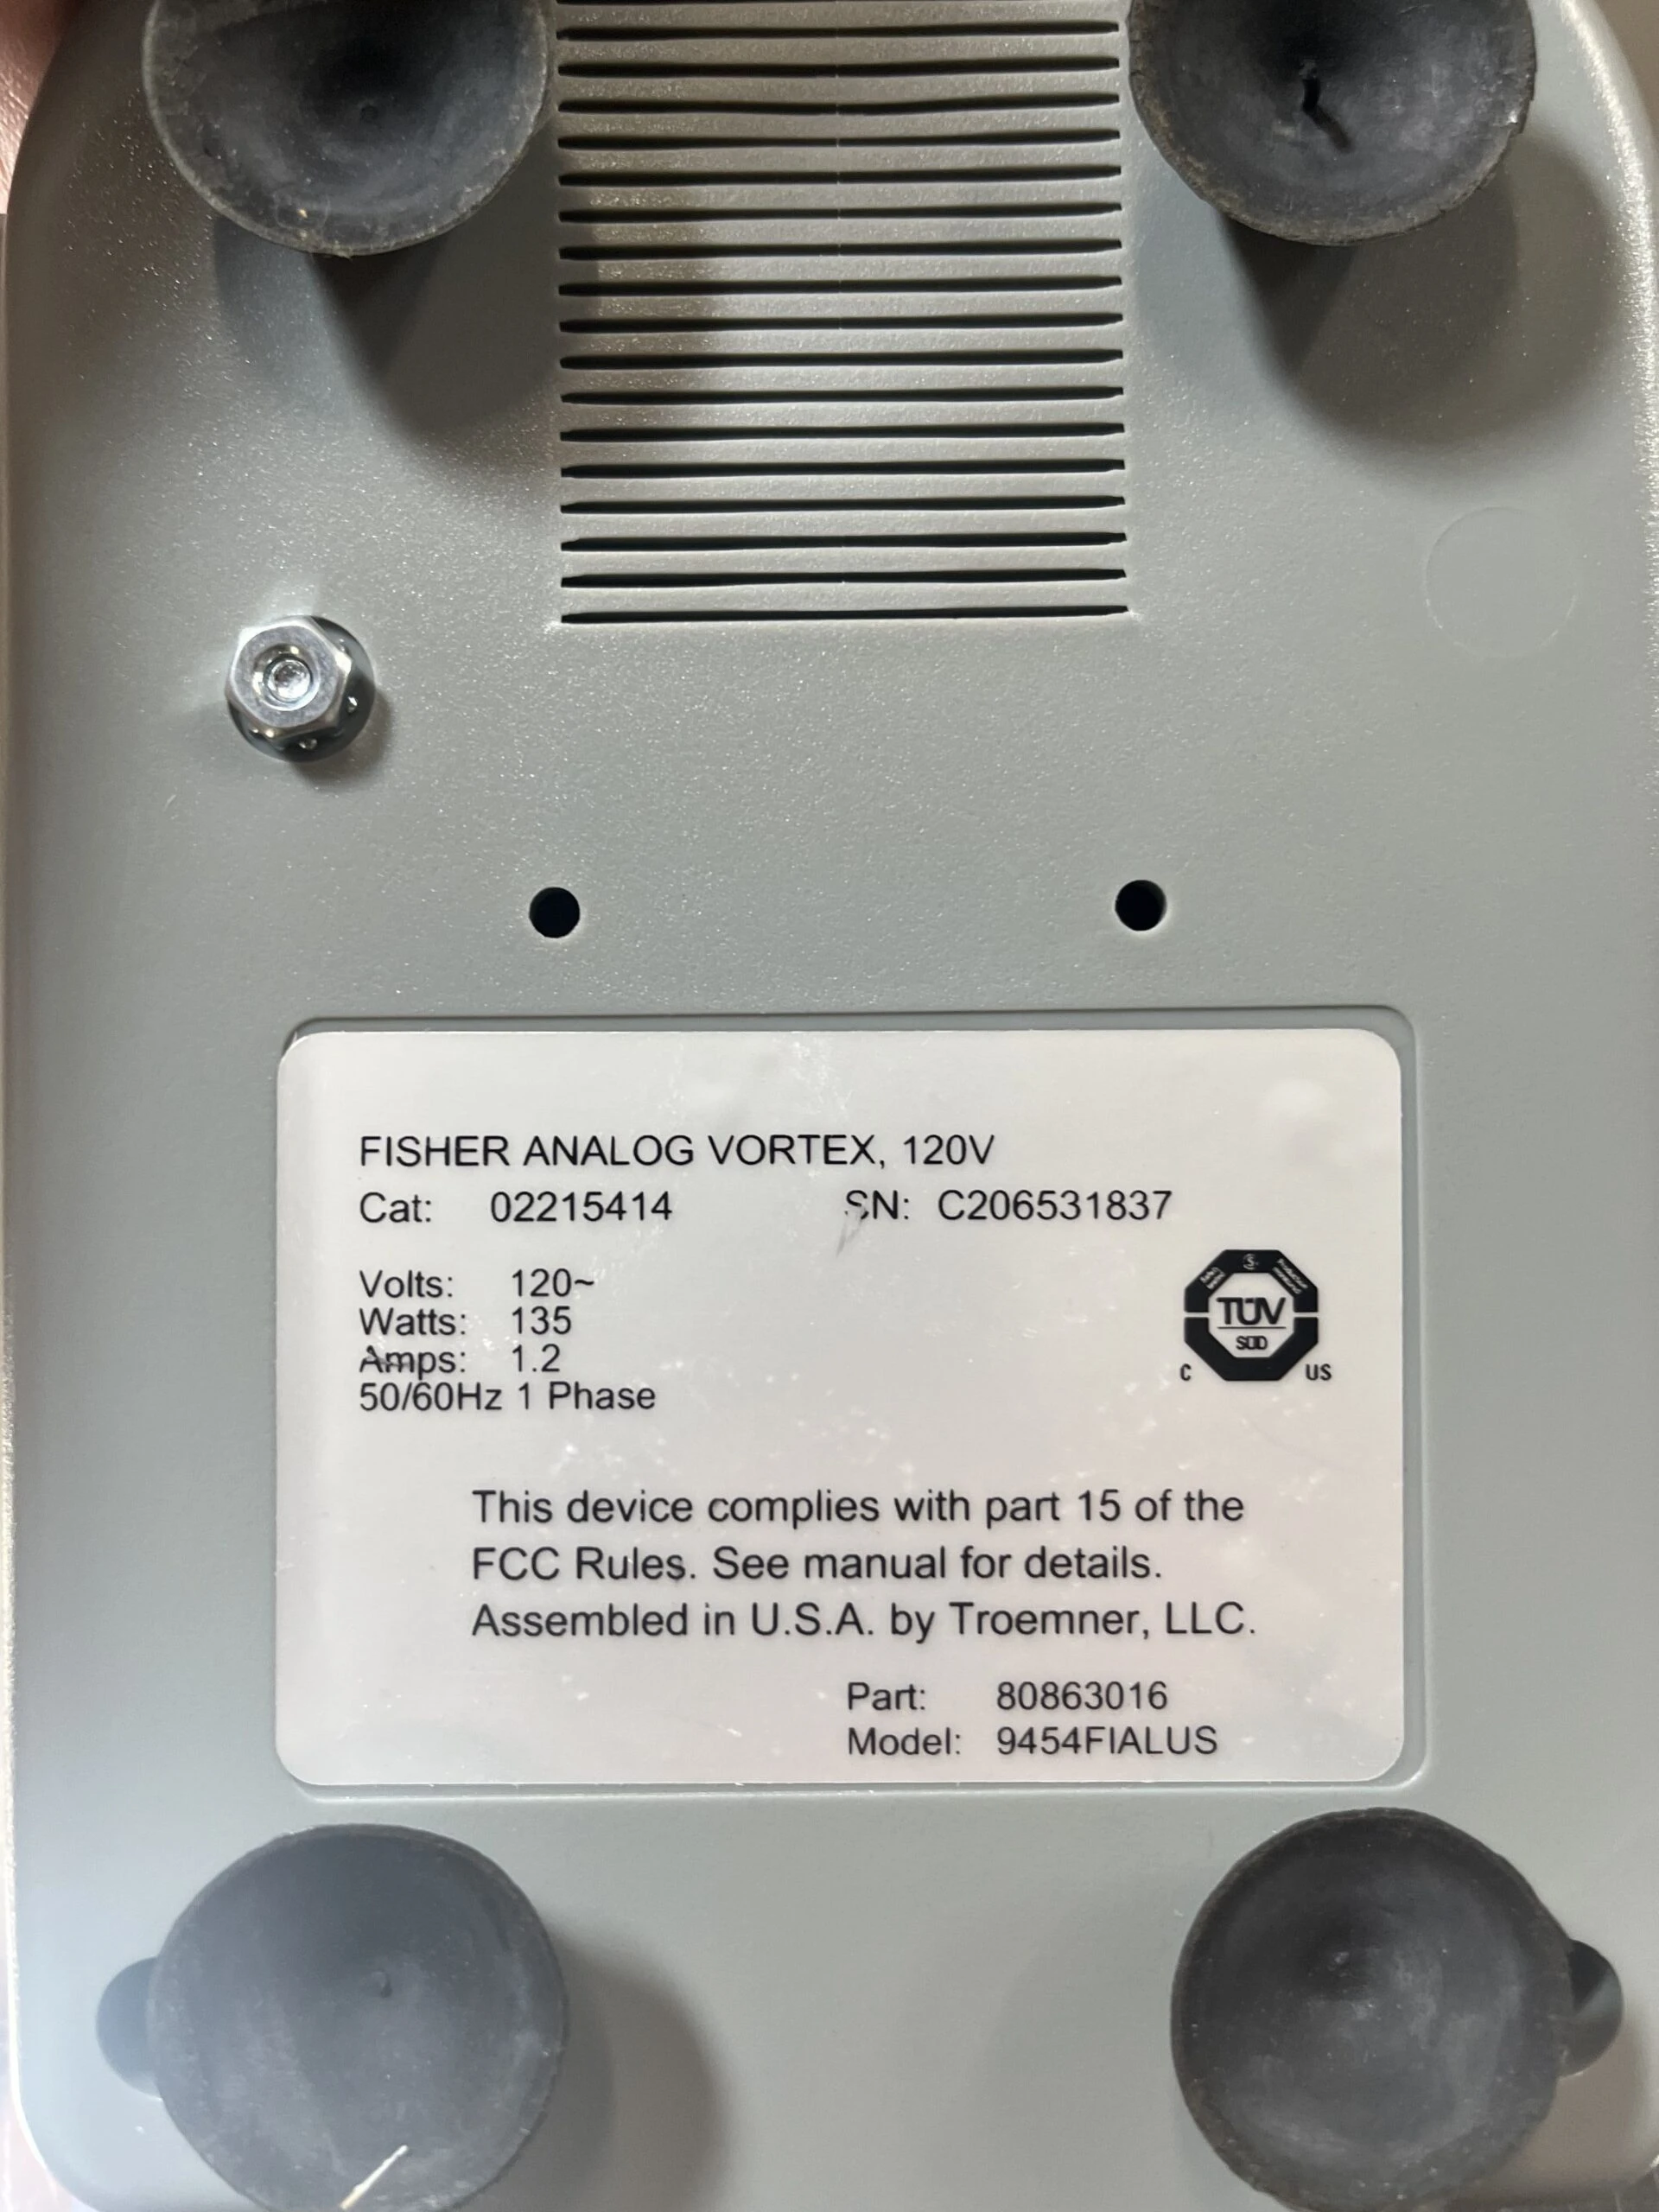 FISHER ANALOG VORTEX, 120V
Cat: 02215414 SN: C206531837
Volts: 120~
Watts: 135
Amps: 1.2
50/60Hz 1 Phase
TÜV
SÜD
C US
This device complies with part 15 of the
FCC Rules. See manual for details.
Assembled in U.S.A. by Troemner, LLC.
Part: 80863016
Model: 9454FIALUS